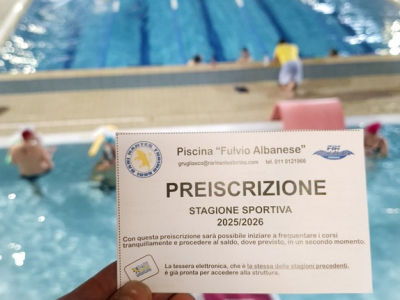 Piscina "Fulvio Albanese"
tel. 011 0121966
PREISCRIZIONE
STAGIONE SPORTIVA
2025/2026
Con questa preiscrizione sarà possibile iniziare a frequentare i corsi
tranquillamente e procedere al saldo, dove previsto, in un secondo momento.
La tessera elettronica, che è la stessa delle stagioni precedenti,
è già pronta per accedere alla struttura.